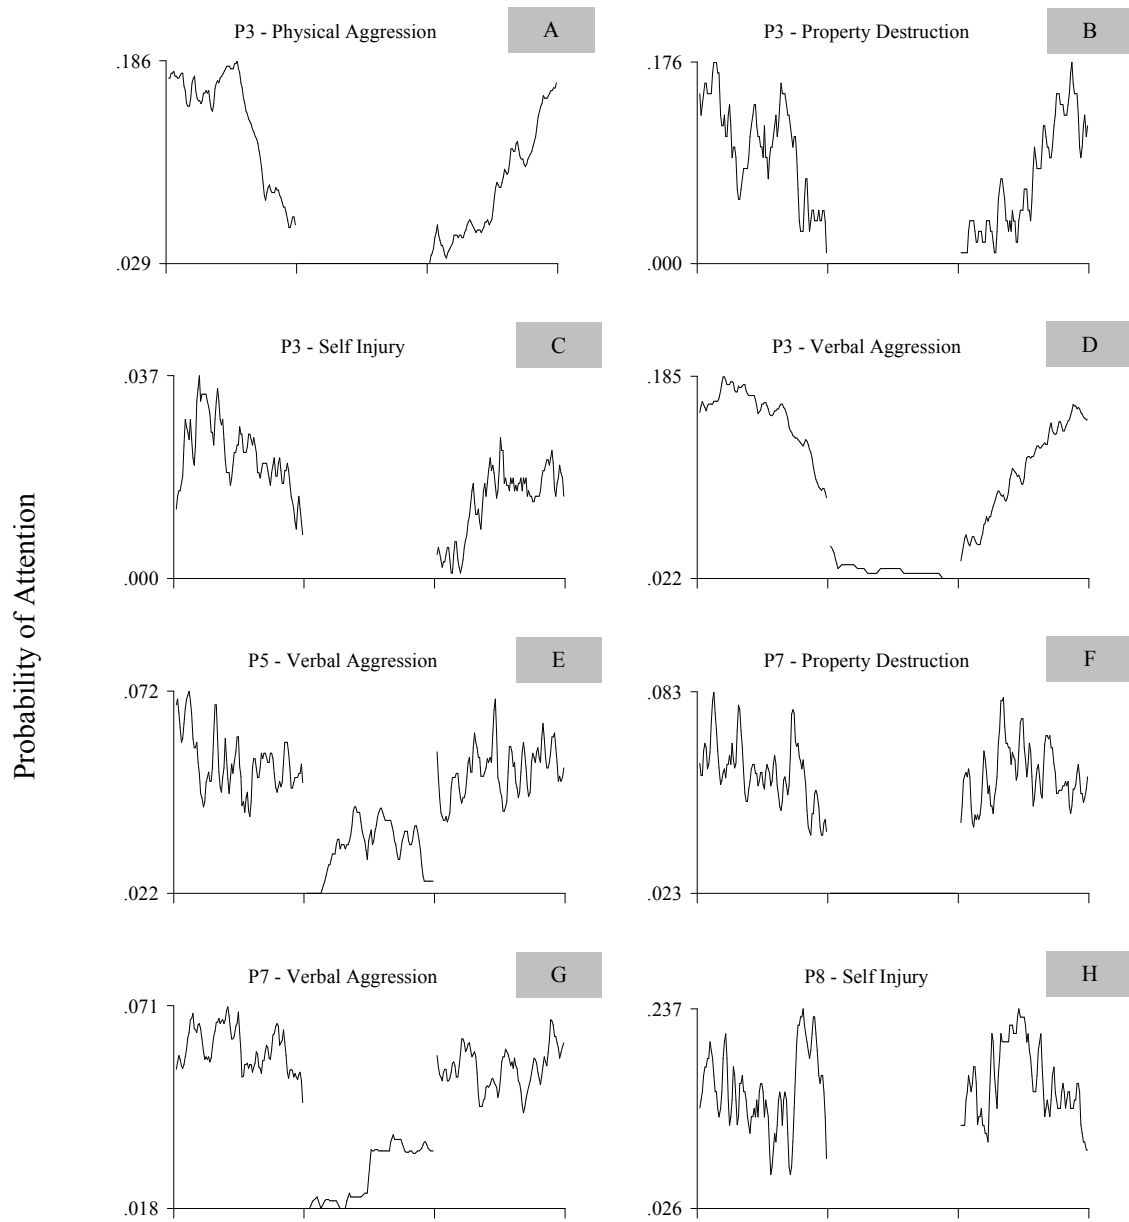 P3 - Physical Aggression
A
.186
.029
P3 - Property Destruction
B
.176
.000
P3 - Self Injury
C
.037
.000
P3 - Verbal Aggression
D
.185
.022
Probability of Attention
P5 - Verbal Aggression
E
.072
.022
P7 - Property Destruction
F
.083
.023
P7 - Verbal Aggression
G
.071
.018
P8 - Self Injury
H
.237
.026